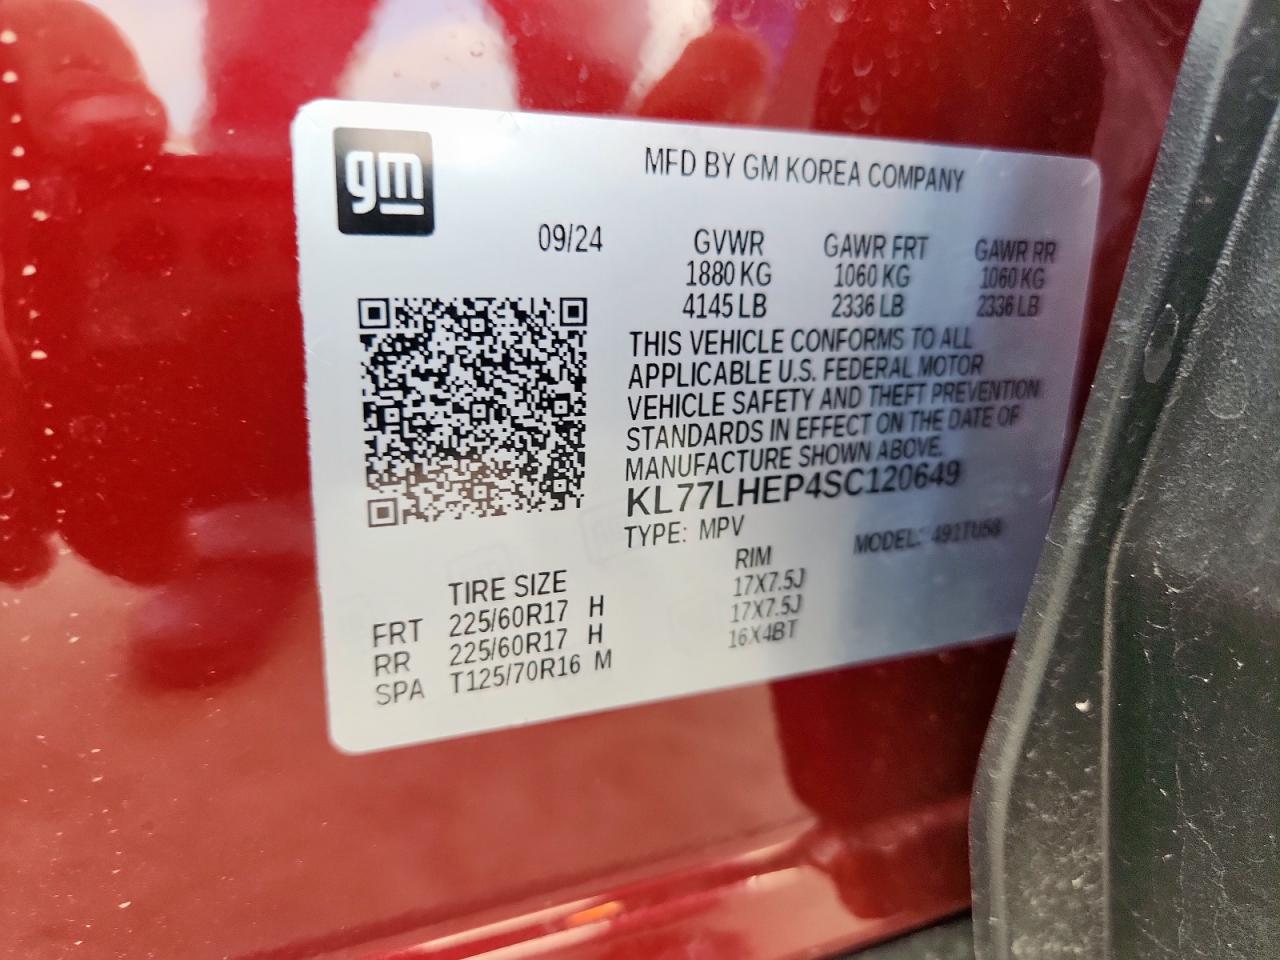 gm
MFD BY GM KOREA COMPANY
09/24
GVWR GAWR FRT GAWR RR
1880 KG 1060 KG 1060 KG
4145 LB 2336 LB 2336 LB
THIS VEHICLE CONFORMS TO ALL
APPLICABLE U.S. FEDERAL MOTOR
VEHICLE SAFETY AND THEFT PREVENTION
STANDARDS IN EFFECT ON THE DATE OF
MANUFACTURE SHOWN ABOVE.
KL77LHEP4SC120649
TYPE: MPV MODEL: 491TU58
TIRE SIZE RIM
FRT 225/60R17 H 17X7.5J
RR 225/60R17 H 17X7.5J
SPA T125/70R16 M 16X4BT